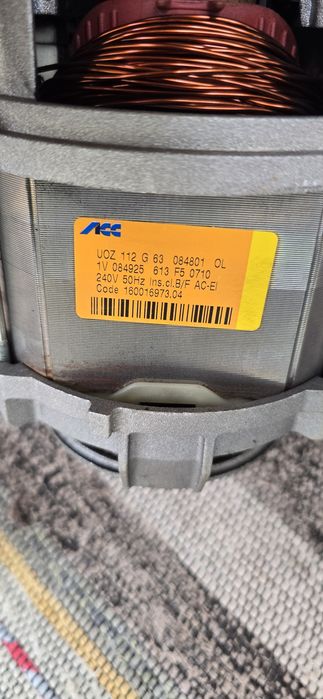 ACC
UOZ 112 G 63 084801 OL
1V 084925 613 F5 0710
240V 50Hz Ins.cl.B/F AC-EI
Code 160016973.04